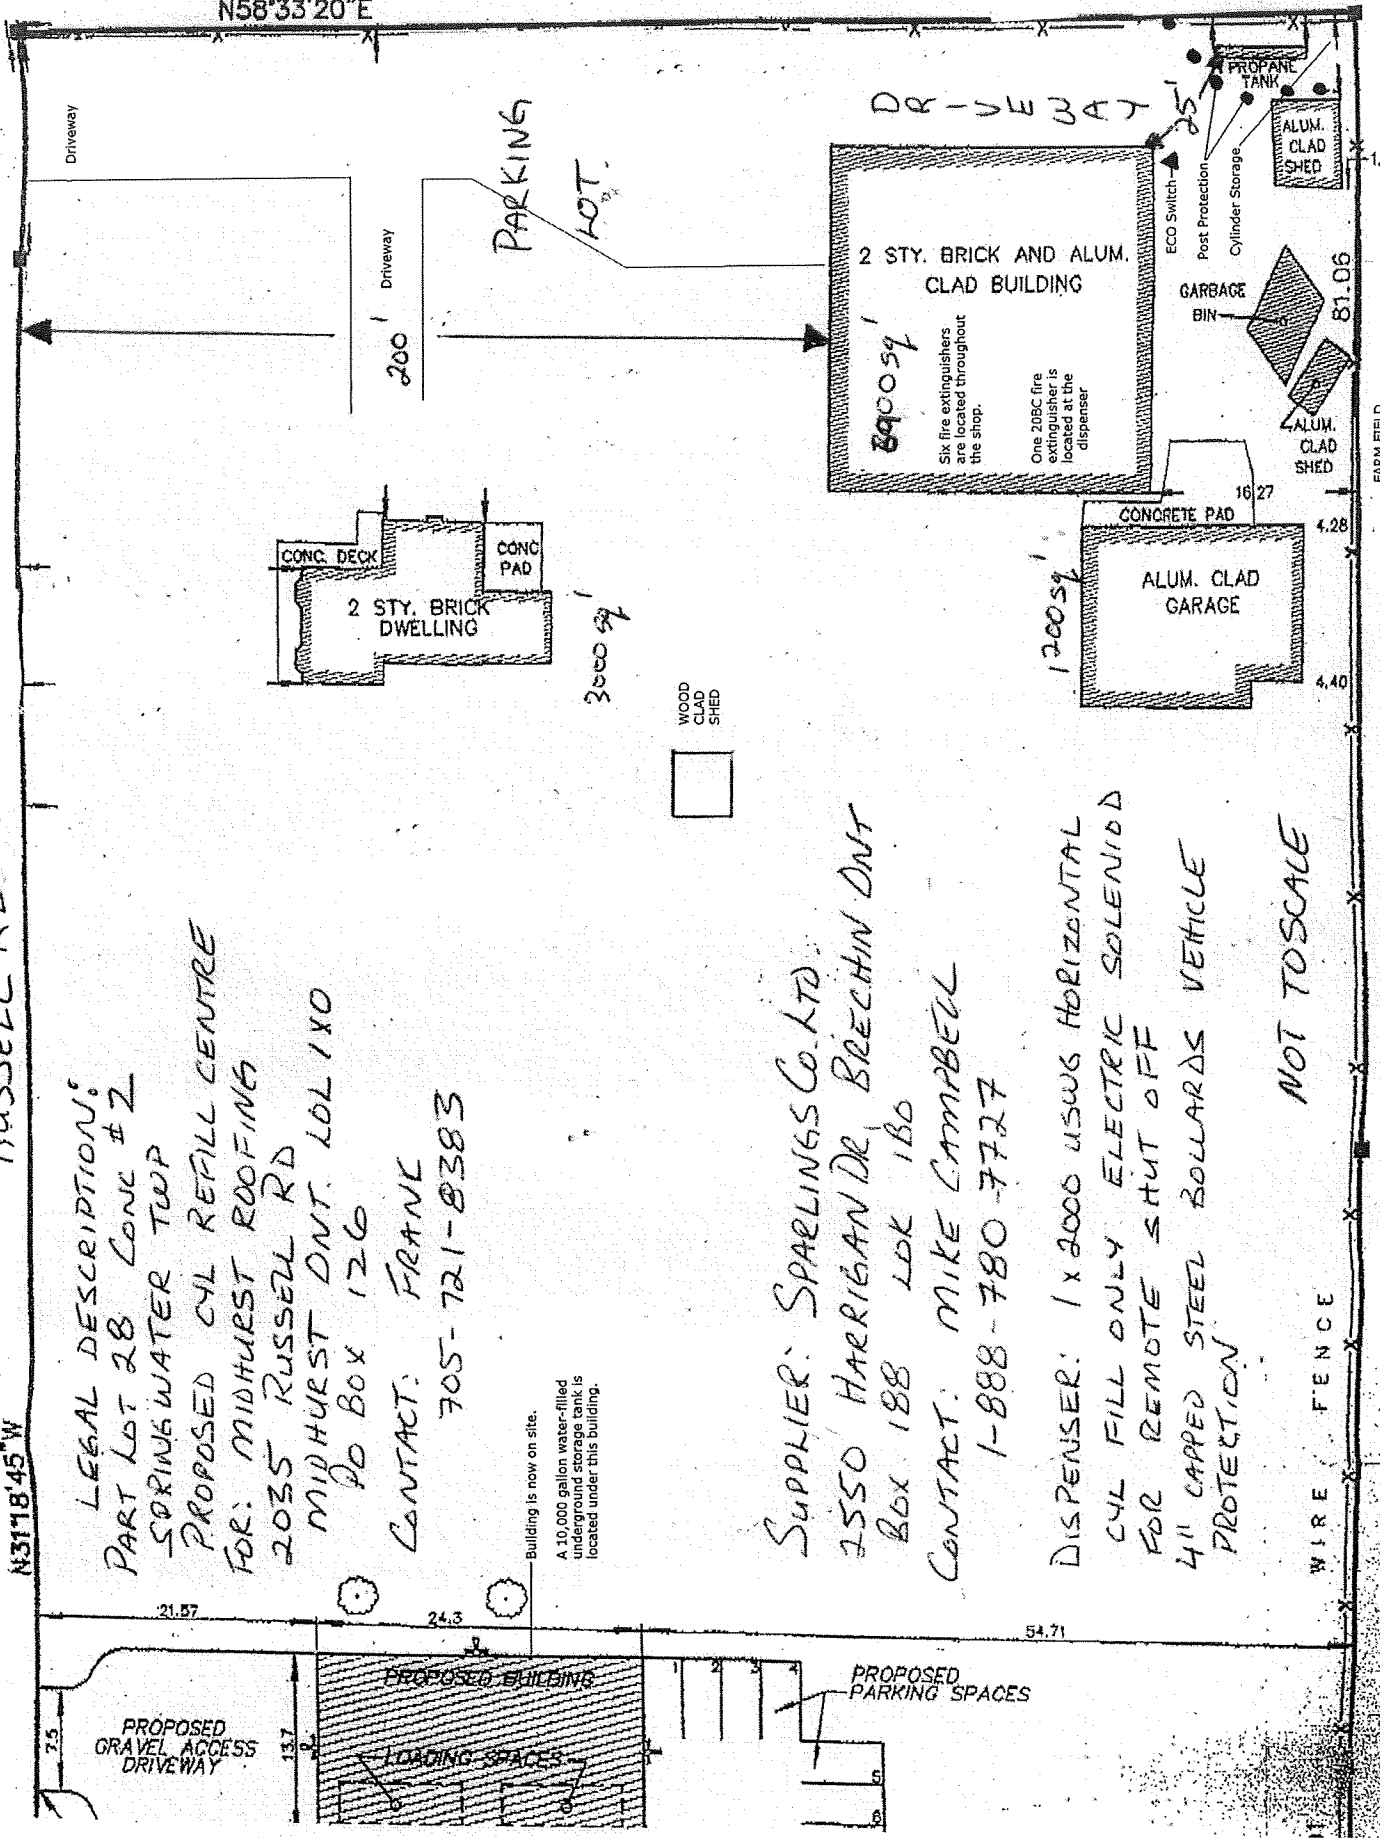 N58°33'20"E
N31°18'45"W
Driveway
Driveway
PARKING
LOT.
200'
DRIVEWAY
25'
PROPANE
TANK
ALUM.
CLAD
SHED
ECO Switch
Post Protection
Cylinder Storage
2 STY. BRICK AND ALUM.
CLAD BUILDING
8900 sq'
Six fire extinguishers
are located throughout
the shop.
One 20BC fire
extinguisher is
located at the
dispenser
GARBAGE
BIN
81.06
ALUM.
CLAD
SHED
FARM FIELD
16.27
CONCRETE PAD
4.28
ALUM. CLAD
GARAGE
1200 sq'
4.40
CONC. DECK
CONC
PAD
2 STY. BRICK
DWELLING
3000 sq'
WOOD
CLAD
SHED
LEGAL DESCRIPTION:
PART LOT 28 CONC #2
SPRINGWATER TWP
PROPOSED CYL REFILL CENTRE
FOR: MIDHURST ROOFING
2035 RUSSELL RD
MIDHURST ONT. L0L 1X0
PO BOX 126
CONTACT: FRANK
705-721-8383
Building is now on site.
A 10,000 gallon water-filled
underground storage tank is
located under this building.
SUPPLIER: SPARLINGS Co. LTD.
2550 HARRIGAN DR, BRECHIN ONT
BOX 188 L0K 1B0
CONTACT: MIKE CAMPBELL
1-888-780-7727
DISPENSER: 1 x 2000 USWG HORIZONTAL
CYL FILL ONLY ELECTRIC SOLENIOD
FOR REMOTE SHUT OFF
4" CAPPED STEEL BOLLARDS VEHICLE
PROTECTION
NOT TO SCALE
WIRE FENCE
21.57
24.3
54.71
7.5
PROPOSED
GRAVEL ACCESS
DRIVEWAY
13.7
PROPOSED BUILDING
LOADING SPACES
1
2
3
4
5
6
PROPOSED
PARKING SPACES